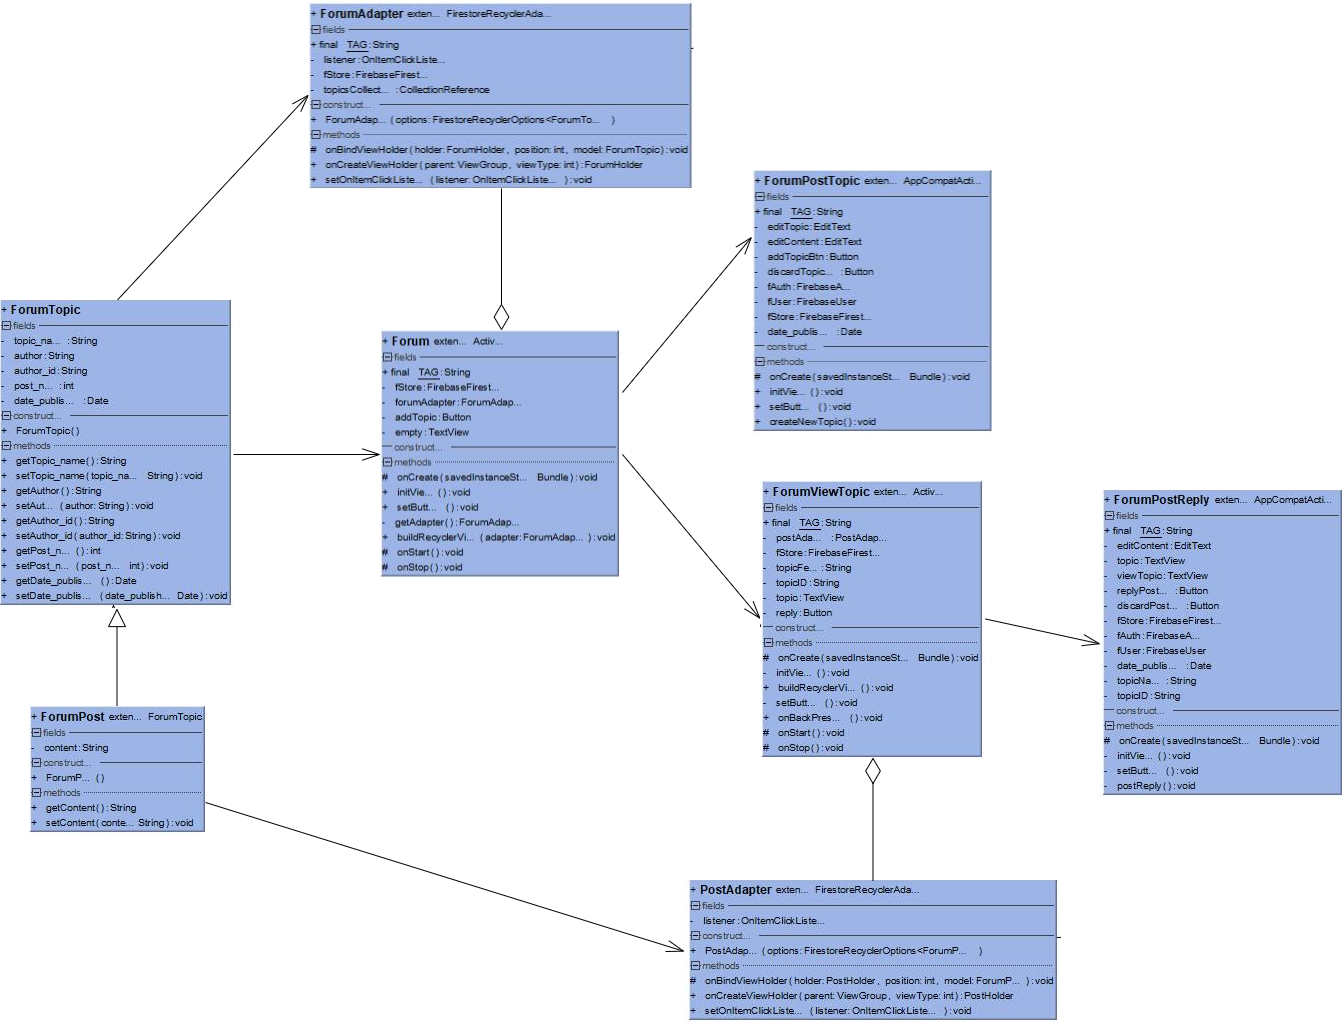 + ForumAdapter exten... FirestoreRecyclerAda...
fields
+ final TAG : String
- listener : OnItemClickListe...
- fStore : FirebaseFirest...
- topicsCollect... : CollectionReference
construct...
+ ForumAdap... ( options: FirestoreRecyclerOptions<ForumTo... )
methods
# onBindViewHolder ( holder: ForumHolder , position: int , model: ForumTopic ) : void
+ onCreateViewHolder ( parent: ViewGroup , viewType: int ) : ForumHolder
+ setOnItemClickListe... ( listener: OnItemClickListe... ) : void
+ ForumPostTopic exten... AppCompatActi...
fields
+ final TAG : String
- editTopic : EditText
- editContent : EditText
- addTopicBtn : Button
- discardTopic... : Button
- fAuth : FirebaseA...
- fUser : FirebaseUser
- fStore : FirebaseFirest...
- date_publis... : Date
construct...
methods
# onCreate ( savedInstanceSt... Bundle ) : void
+ initVie... ( ) : void
+ setButt... ( ) : void
+ createNewTopic ( ) : void
+ ForumTopic
fields
- topic_na... : String
- author : String
- author_id : String
- post_n... : int
- date_publis... : Date
construct...
+ ForumTopic ( )
methods
+ getTopic_name ( ) : String
+ setTopic_name ( topic_na... String ) : void
+ getAuthor ( ) : String
+ setAut... ( author: String ) : void
+ getAuthor_id ( ) : String
+ setAuthor_id ( author_id: String ) : void
+ getPost_n... ( ) : int
+ setPost_n... ( post_n... int ) : void
+ getDate_publis... ( ) : Date
+ setDate_publis... ( date_publish... Date ) : void
+ Forum exten... Activ...
fields
+ final TAG : String
- fStore : FirebaseFirest...
- forumAdapter : ForumAdap...
- addTopic : Button
- empty : TextView
construct...
methods
# onCreate ( savedInstanceSt... Bundle ) : void
+ initVie... ( ) : void
+ setButt... ( ) : void
- getAdapter ( ) : ForumAdap...
+ buildRecyclerVi... ( adapter: ForumAdap... ) : void
# onStart ( ) : void
# onStop ( ) : void
+ ForumViewTopic exten... Activ...
fields
+ final TAG : String
- postAda... : PostAdap...
- fStore : FirebaseFirest...
- topicFe... : String
- topicID : String
- topic : TextView
- reply : Button
construct...
methods
# onCreate ( savedInstanceSt... Bundle ) : void
- initVie... ( ) : void
+ buildRecyclerVi... ( ) : void
- setButt... ( ) : void
+ onBackPres... ( ) : void
# onStart ( ) : void
# onStop ( ) : void
+ ForumPostReply exten... AppCompatActi...
fields
+ final TAG : String
- editContent : EditText
- topic : TextView
- viewTopic : TextView
- replyPost... : Button
- discardPost... : Button
- fStore : FirebaseFirest...
- fAuth : FirebaseA...
- fUser : FirebaseUser
- date_publis... : Date
- topicNa... : String
- topicID : String
construct...
methods
# onCreate ( savedInstanceSt... Bundle ) : void
- initVie... ( ) : void
- setButt... ( ) : void
- postReply ( ) : void
+ ForumPost exten... ForumTopic
fields
- content : String
construct...
+ ForumP... ( )
methods
+ getContent ( ) : String
+ setContent ( conte... String ) : void
+ PostAdapter exten... FirestoreRecyclerAda...
fields
- listener : OnItemClickListe...
construct...
+ PostAdap... ( options: FirestoreRecyclerOptions<ForumP... )
methods
# onBindViewHolder ( holder: PostHolder , position: int , model: ForumP... ) : void
+ onCreateViewHolder ( parent: ViewGroup , viewType: int ) : PostHolder
+ setOnItemClickListe... ( listener: OnItemClickListe... ) : void